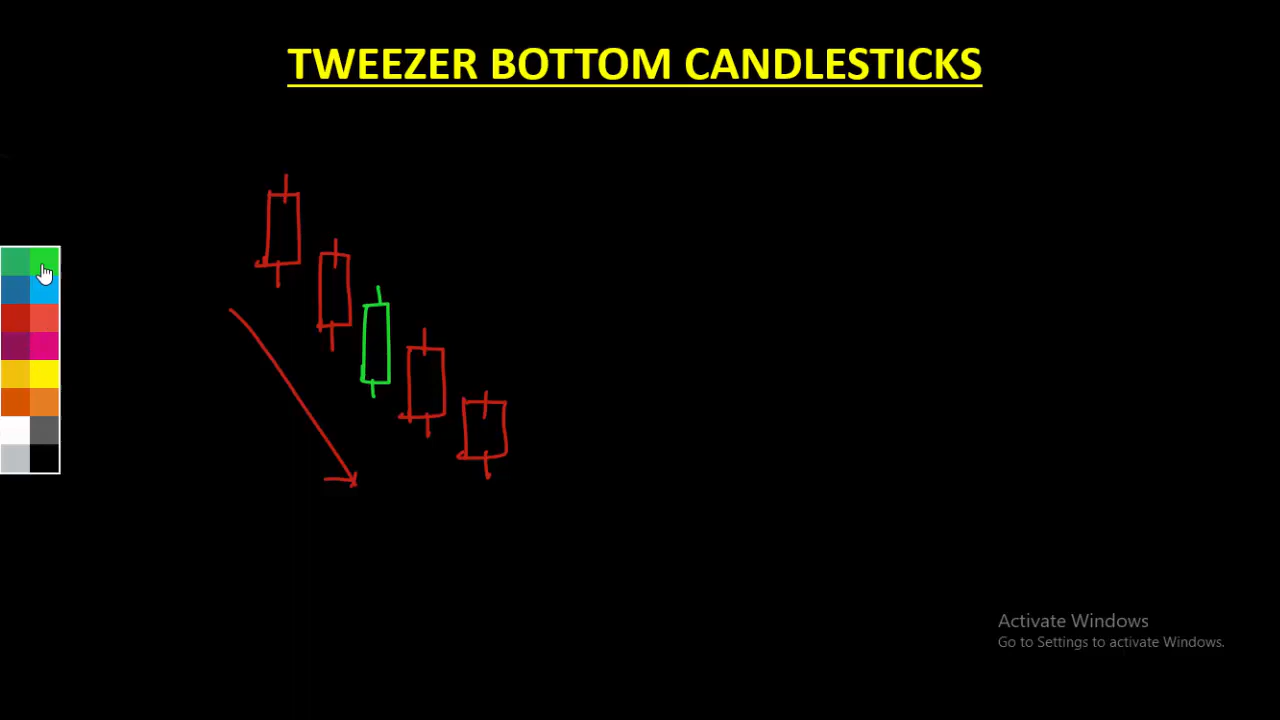 TWEEZER BOTTOM CANDLESTICKS
Activate Windows
Go to Settings to activate Windows.